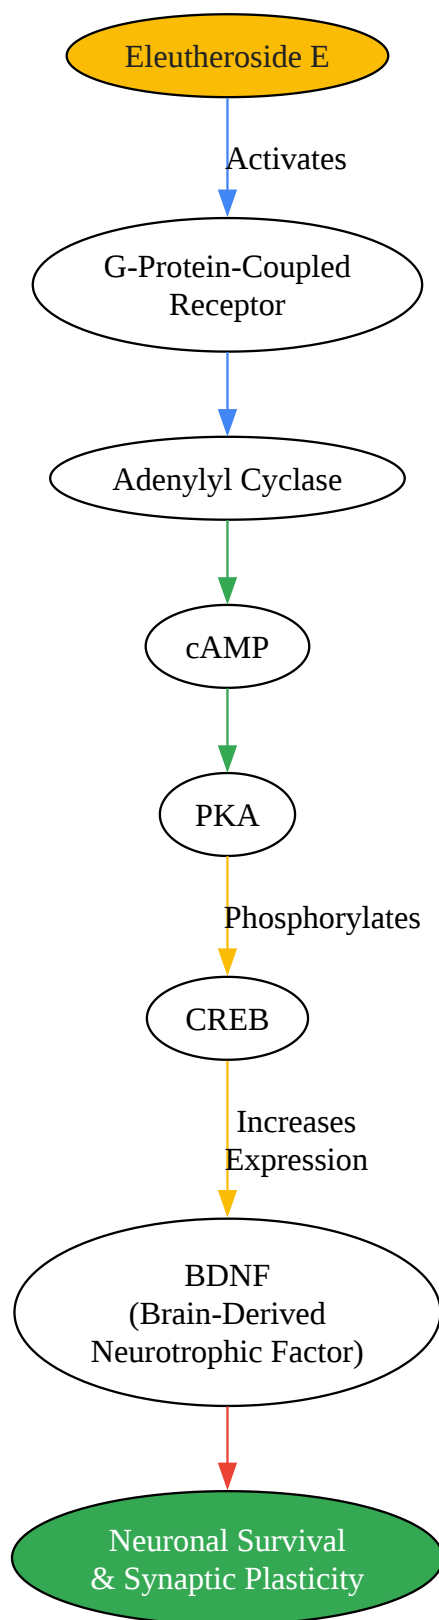 Eleutheroside E
Activates
G-Protein-Coupled
Receptor
Adenylyl Cyclase
cAMP
PKA
Phosphorylates
CREB
Increases
Expression
BDNF
(Brain-Derived
Neurotrophic Factor)
Neuronal Survival
& Synaptic Plasticity